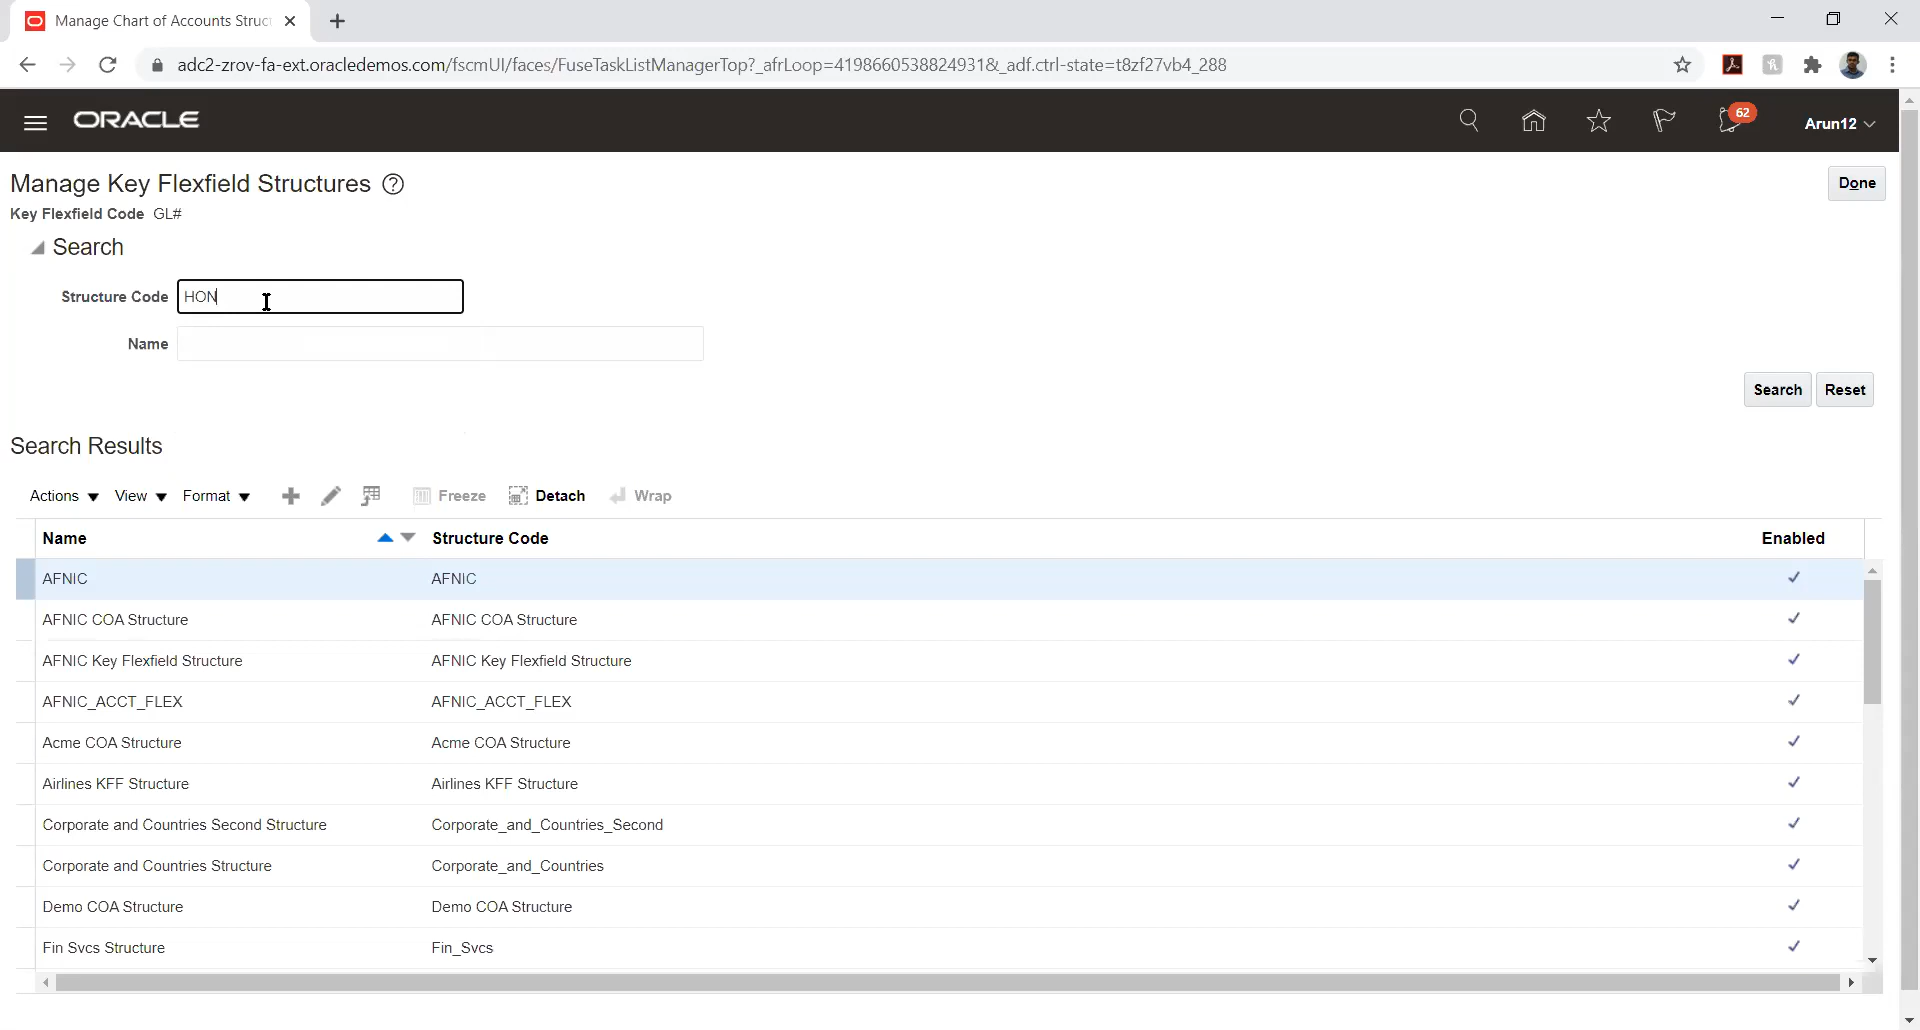 Manage Chart of Accounts Struct
adc2-zrov-fa-ext.oracledemos.com/fscmUI/faces/FuseTaskListManagerTop?_afrLoop=4198660538824931&_adf.ctrl-state=t8zf27vb4_288
ORACLE
62
Arun12
Manage Key Flexfield Structures
Done
Key Flexfield Code GL#
Search
Structure Code HON
Name
Search Reset
Search Results
Actions View Format Freeze Detach Wrap
Name Structure Code Enabled
AFNIC AFNIC
AFNIC COA Structure AFNIC COA Structure
AFNIC Key Flexfield Structure AFNIC Key Flexfield Structure
AFNIC_ACCT_FLEX AFNIC_ACCT_FLEX
Acme COA Structure Acme COA Structure
Airlines KFF Structure Airlines KFF Structure
Corporate and Countries Second Structure Corporate_and_Countries_Second
Corporate and Countries Structure Corporate_and_Countries
Demo COA Structure Demo COA Structure
Fin Svcs Structure Fin_Svcs